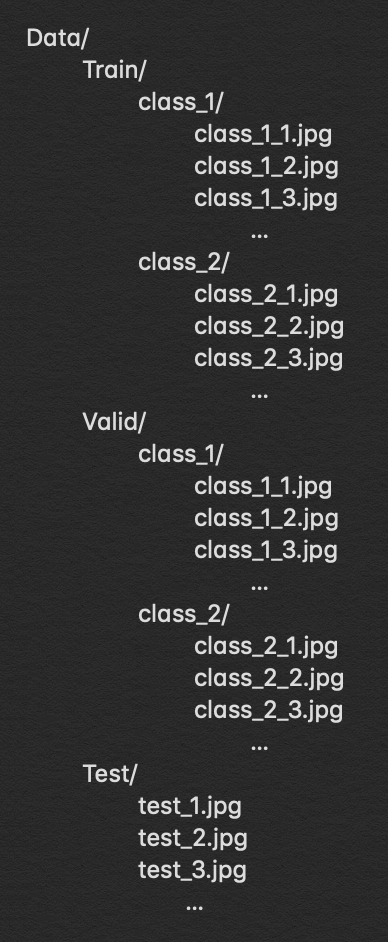 Data/
Train/
class_1/
class_1_1.jpg
class_1_2.jpg
class_1_3.jpg
...
class_2/
class_2_1.jpg
class_2_2.jpg
class_2_3.jpg
...
Valid/
class_1/
class_1_1.jpg
class_1_2.jpg
class_1_3.jpg
...
class_2/
class_2_1.jpg
class_2_2.jpg
class_2_3.jpg
...
Test/
test_1.jpg
test_2.jpg
test_3.jpg
...